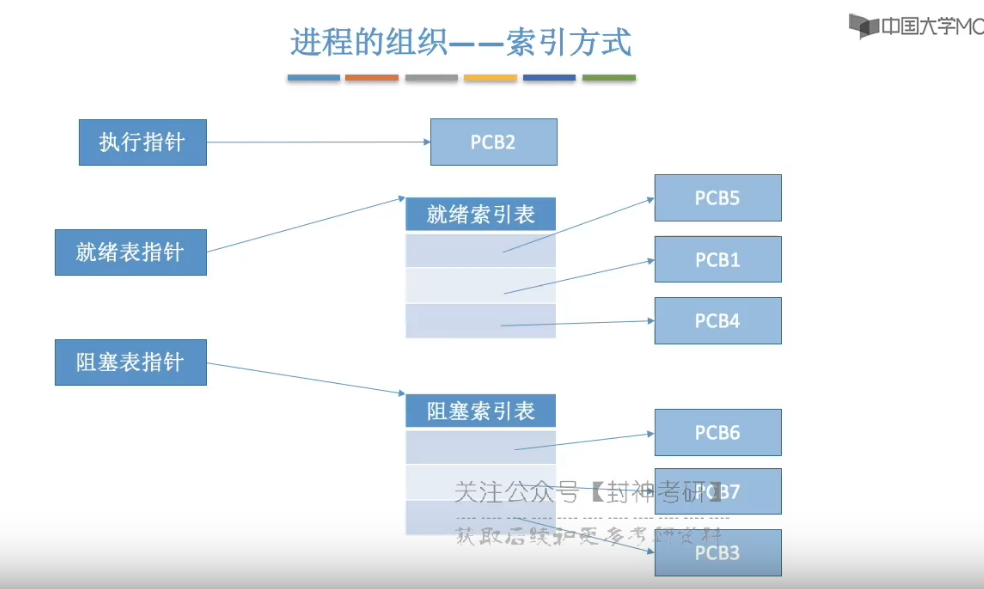 中国大学MO
进程的组织——索引方式
执行指针
PCB2
PCB5
就绪索引表
就绪表指针
PCB1
PCB4
阻塞表指针
阻塞索引表
PCB6
关注公众号【封神考研】
PCB7
获取后续和更多考研资料
PCB3